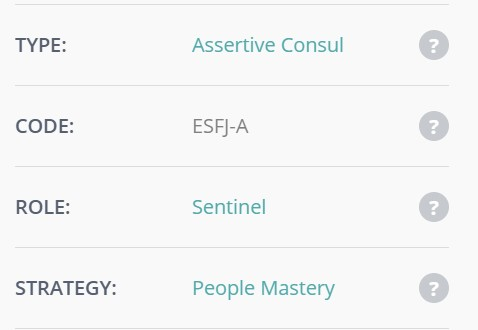 TYPE: Assertive Consul ?
CODE: ESFJ-A ?
ROLE: Sentinel ?
STRATEGY: People Mastery ?